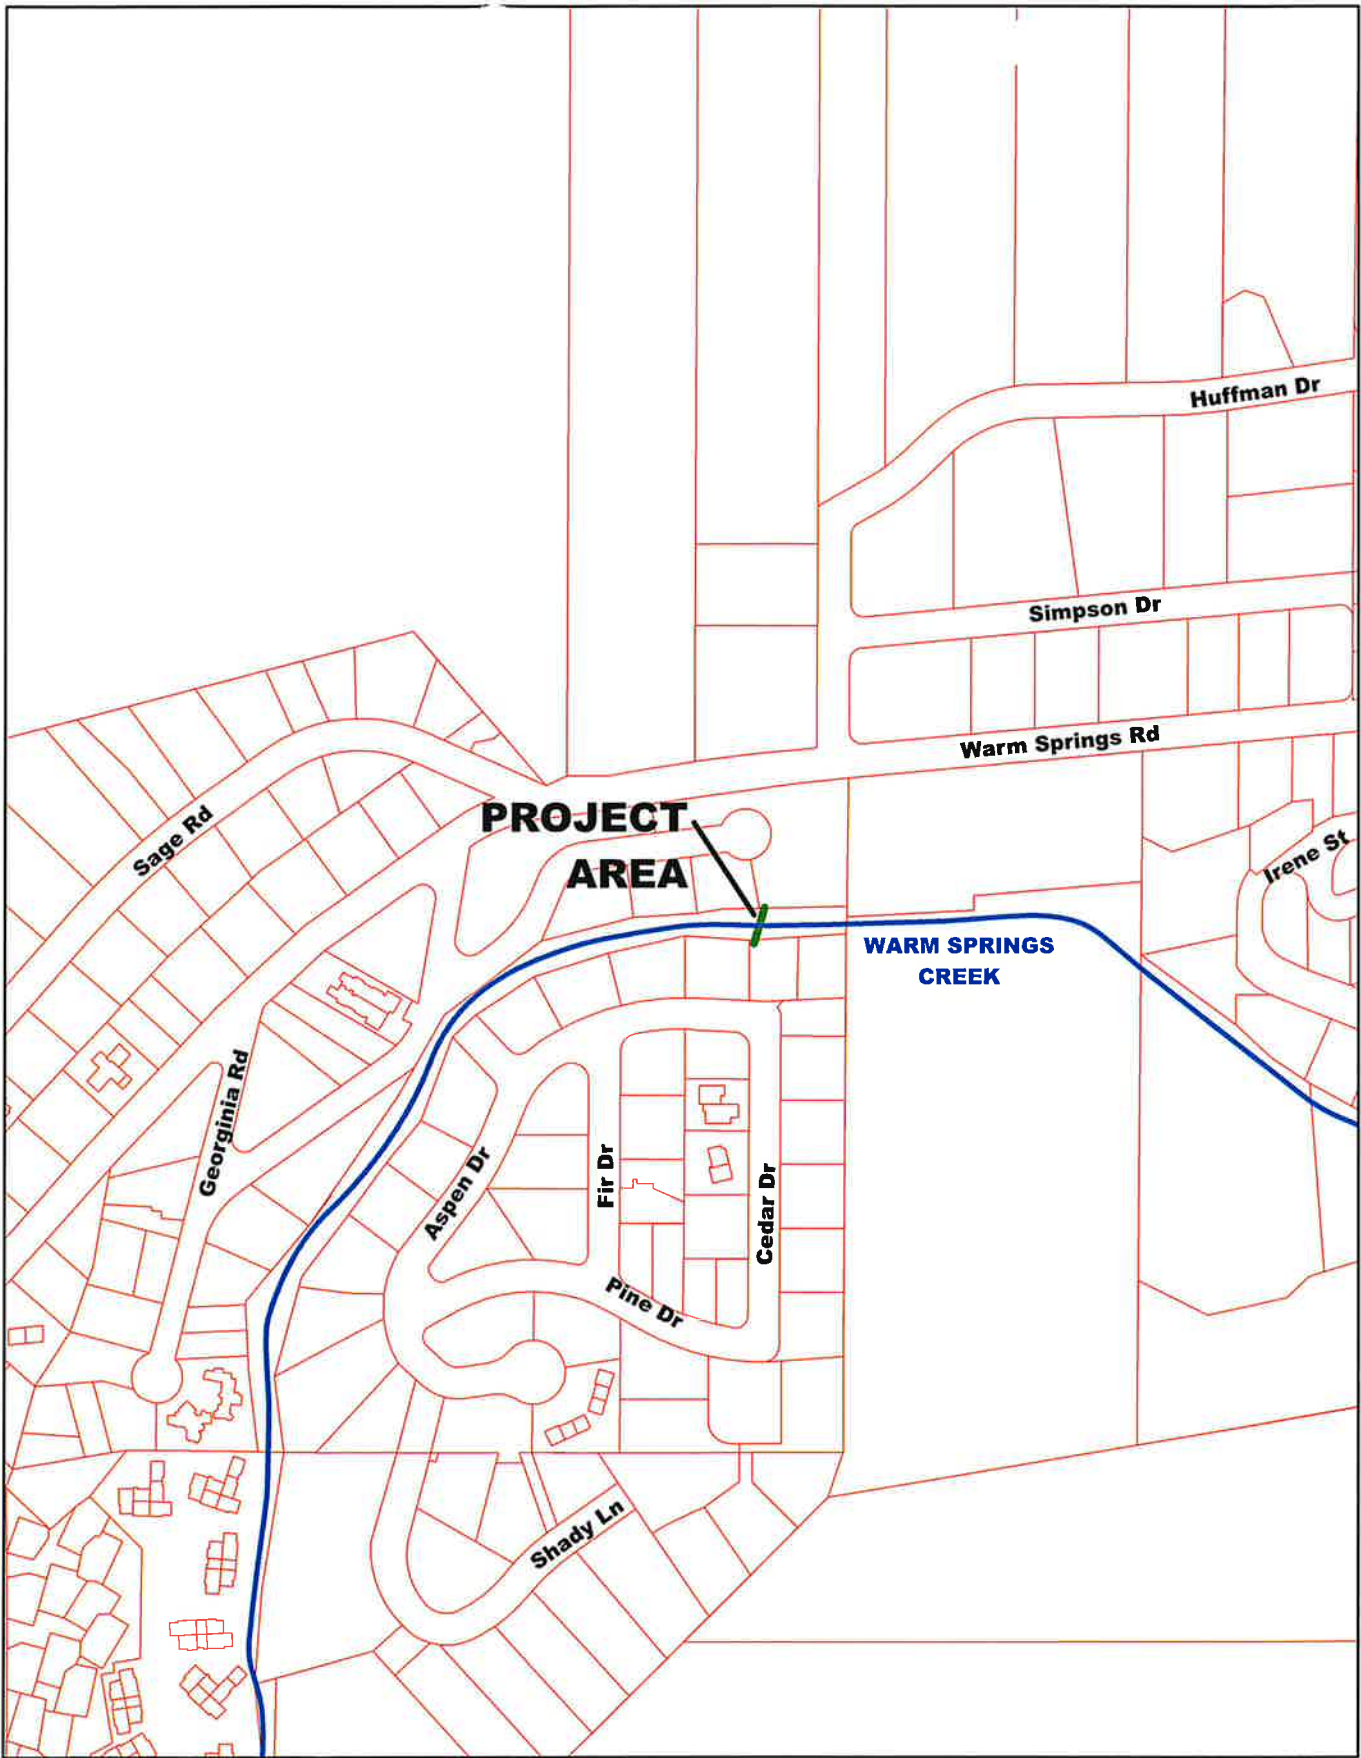 Huffman Dr
Simpson Dr
Warm Springs Rd
Sage Rd
PROJECT
AREA
Irene St
WARM SPRINGS
CREEK
Georginia Rd
Aspen Dr
Fir Dr
Cedar Dr
Pine Dr
Shady Ln